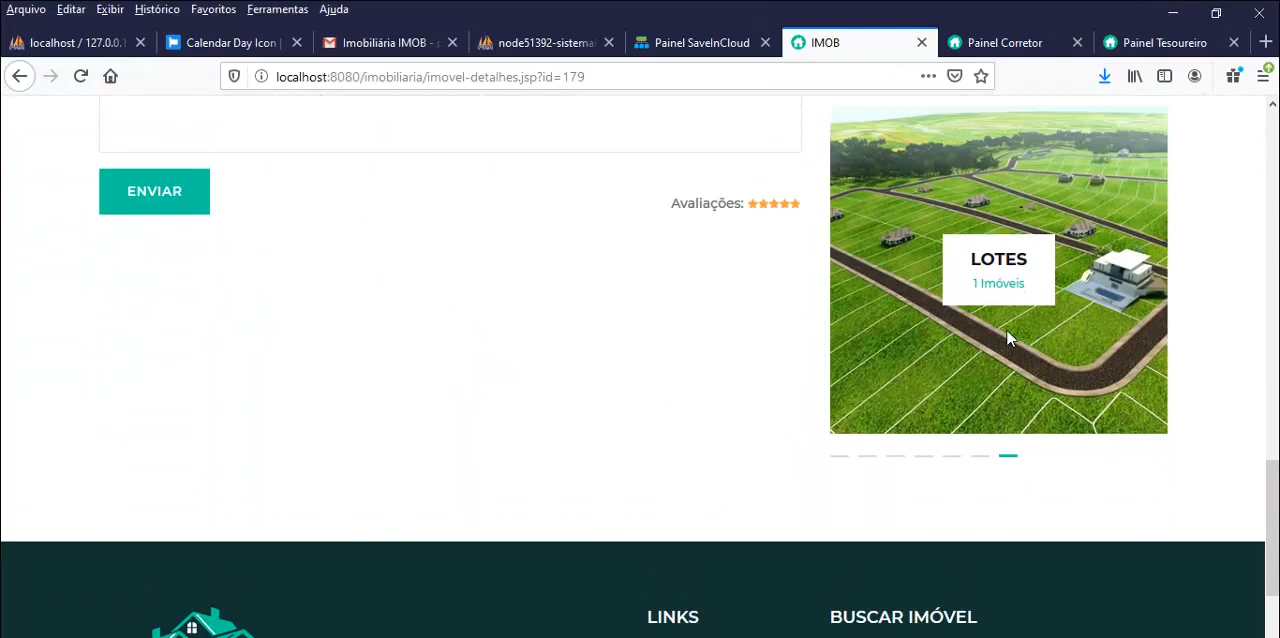 Arquivo Editar Exibir Histórico Favoritos Ferramentas Ajuda
localhost / 127.0.0.1
Calendar Day Icon |
Imobiliária IMOB -
node51392-sistema
Painel SaveInCloud
IMOB
Painel Corretor
Painel Tesoureiro
localhost:8080/imobiliaria/imovel-detalhes.jsp?id=179
ENVIAR
Avaliações:
LOTES
1 Imóveis
LINKS
BUSCAR IMÓVEL